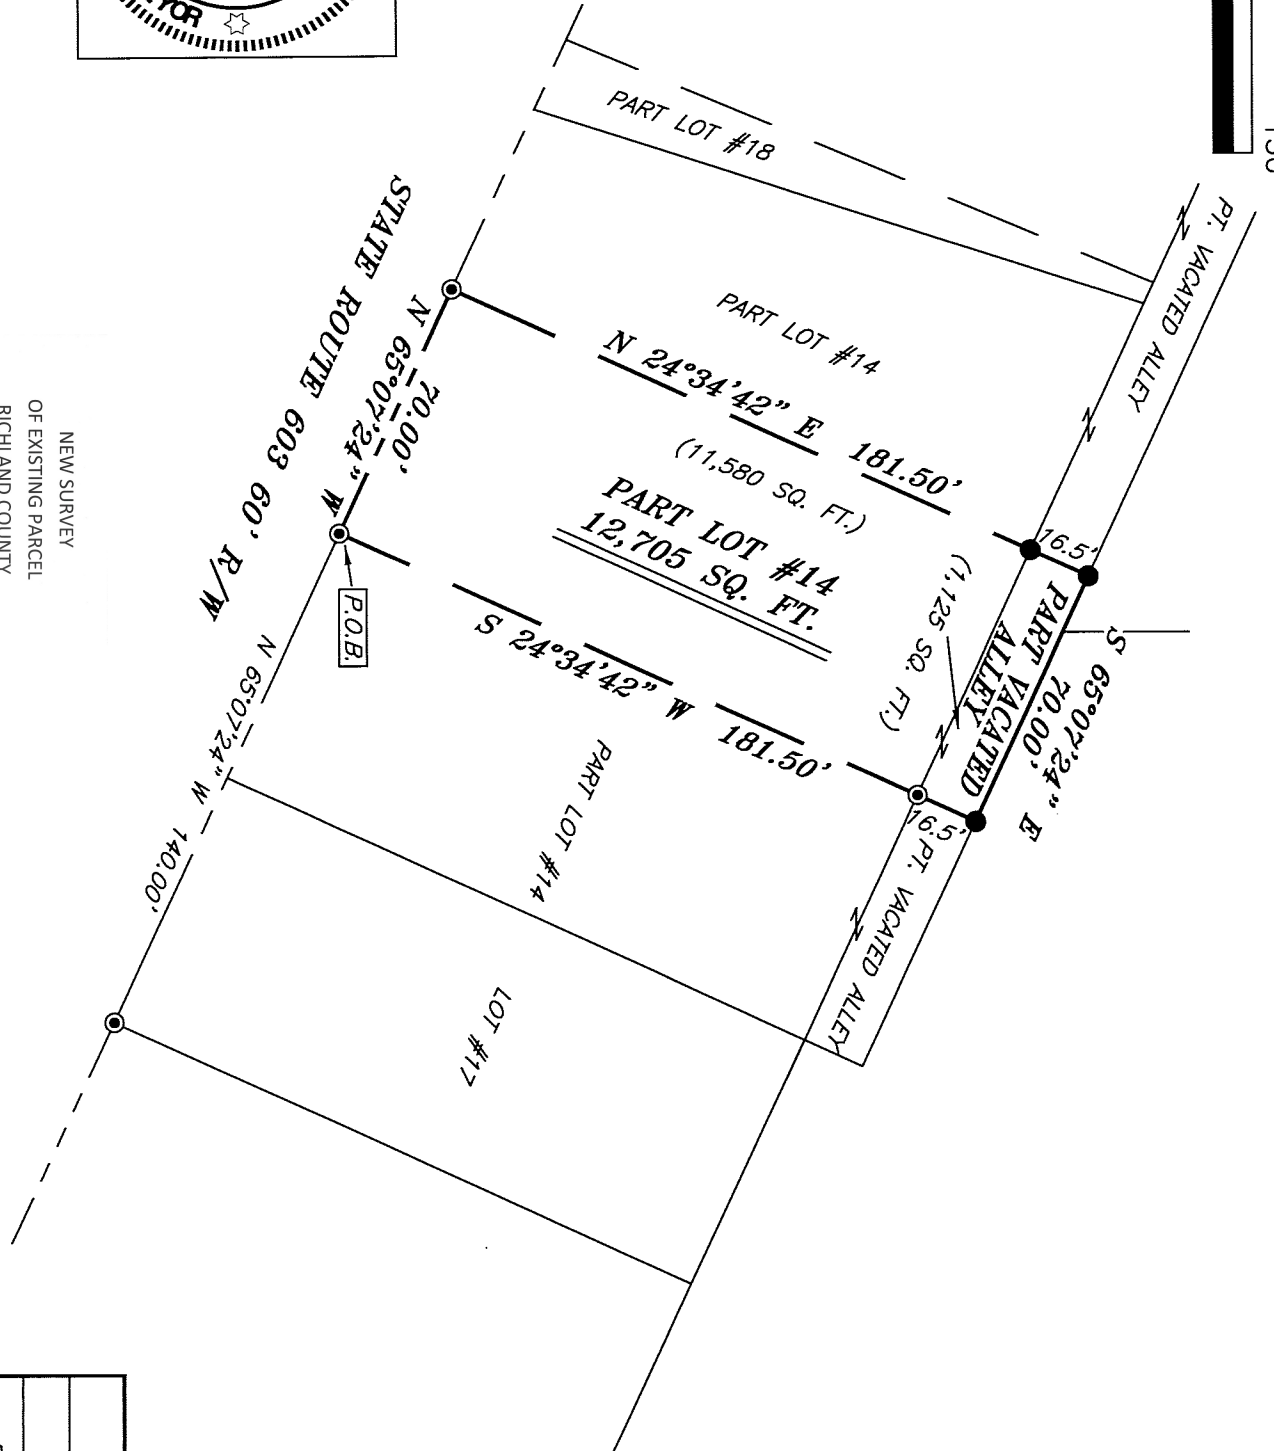 YOR
PART LOT #18
PT. VACATED ALLEY
STATE ROUTE 603 60' R/W
N 65°07'24" W
70.00'
PART LOT #14
N 24°34'42" E 181.50'
(11,580 SQ. FT.)
PART LOT #14
12,705 SQ. FT.
16.5'
(1,125 SQ. FT.)
PART VACATED
ALLEY
S 65°07'24" E
70.00'
P.O.B.
S 24°34'42" W 181.50'
16.5'
PT. VACATED ALLEY
N 65°07'24" W 140.00'
PART LOT #14
LOT #17
NEW SURVEY
OF EXISTING PARCEL
RICHLAND COUNTY